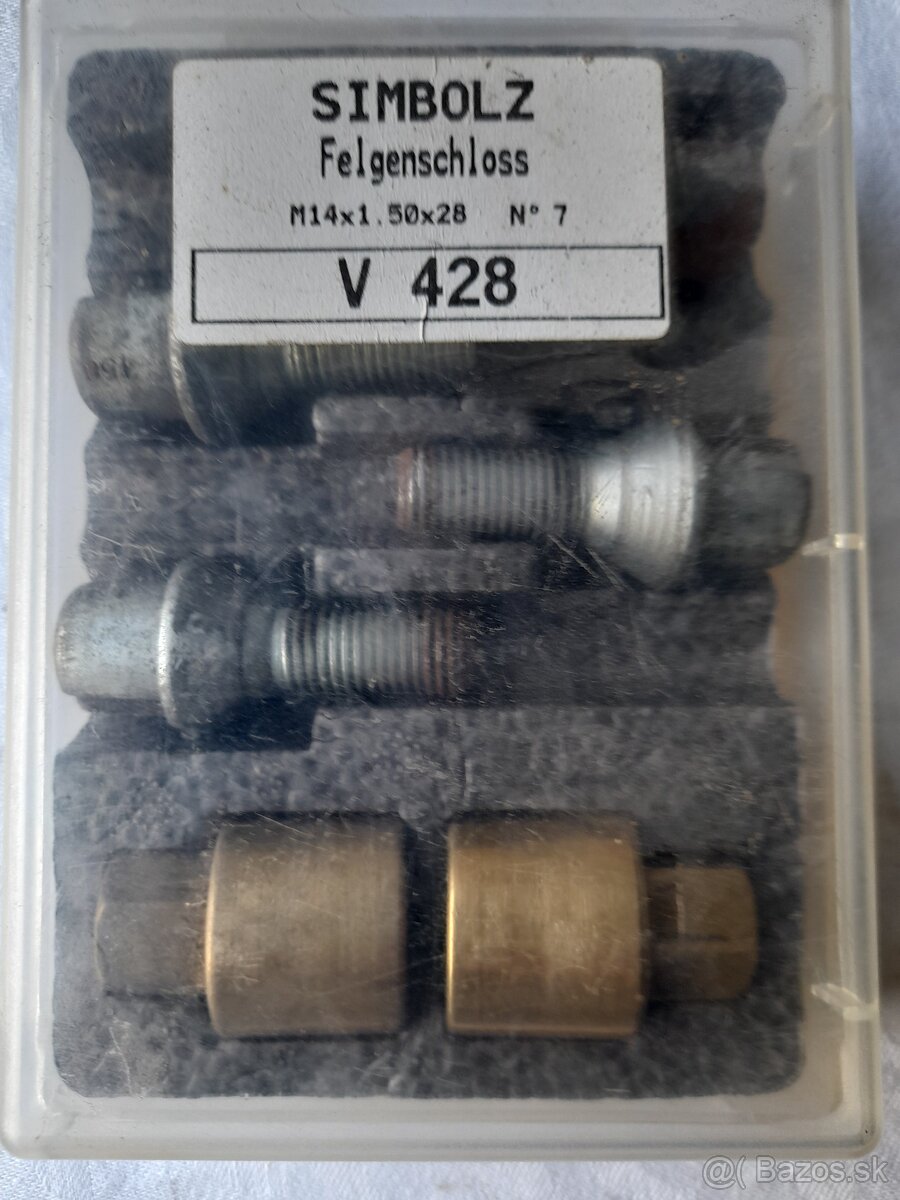 SIMBOLZ
Felgenschloss
M14x1.50x28 N° 7
V 428
@( Bazos.sk